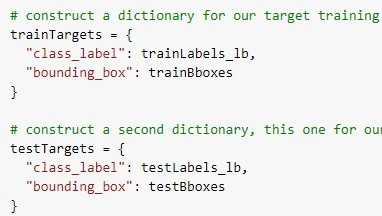 # construct a dictionary for our target training
trainTargets = {
"class_label": trainLabels_lb,
"bounding_box": trainBboxes
}
# construct a second dictionary, this one for our
testTargets = {
"class_label": testLabels_lb,
"bounding_box": testBboxes
}